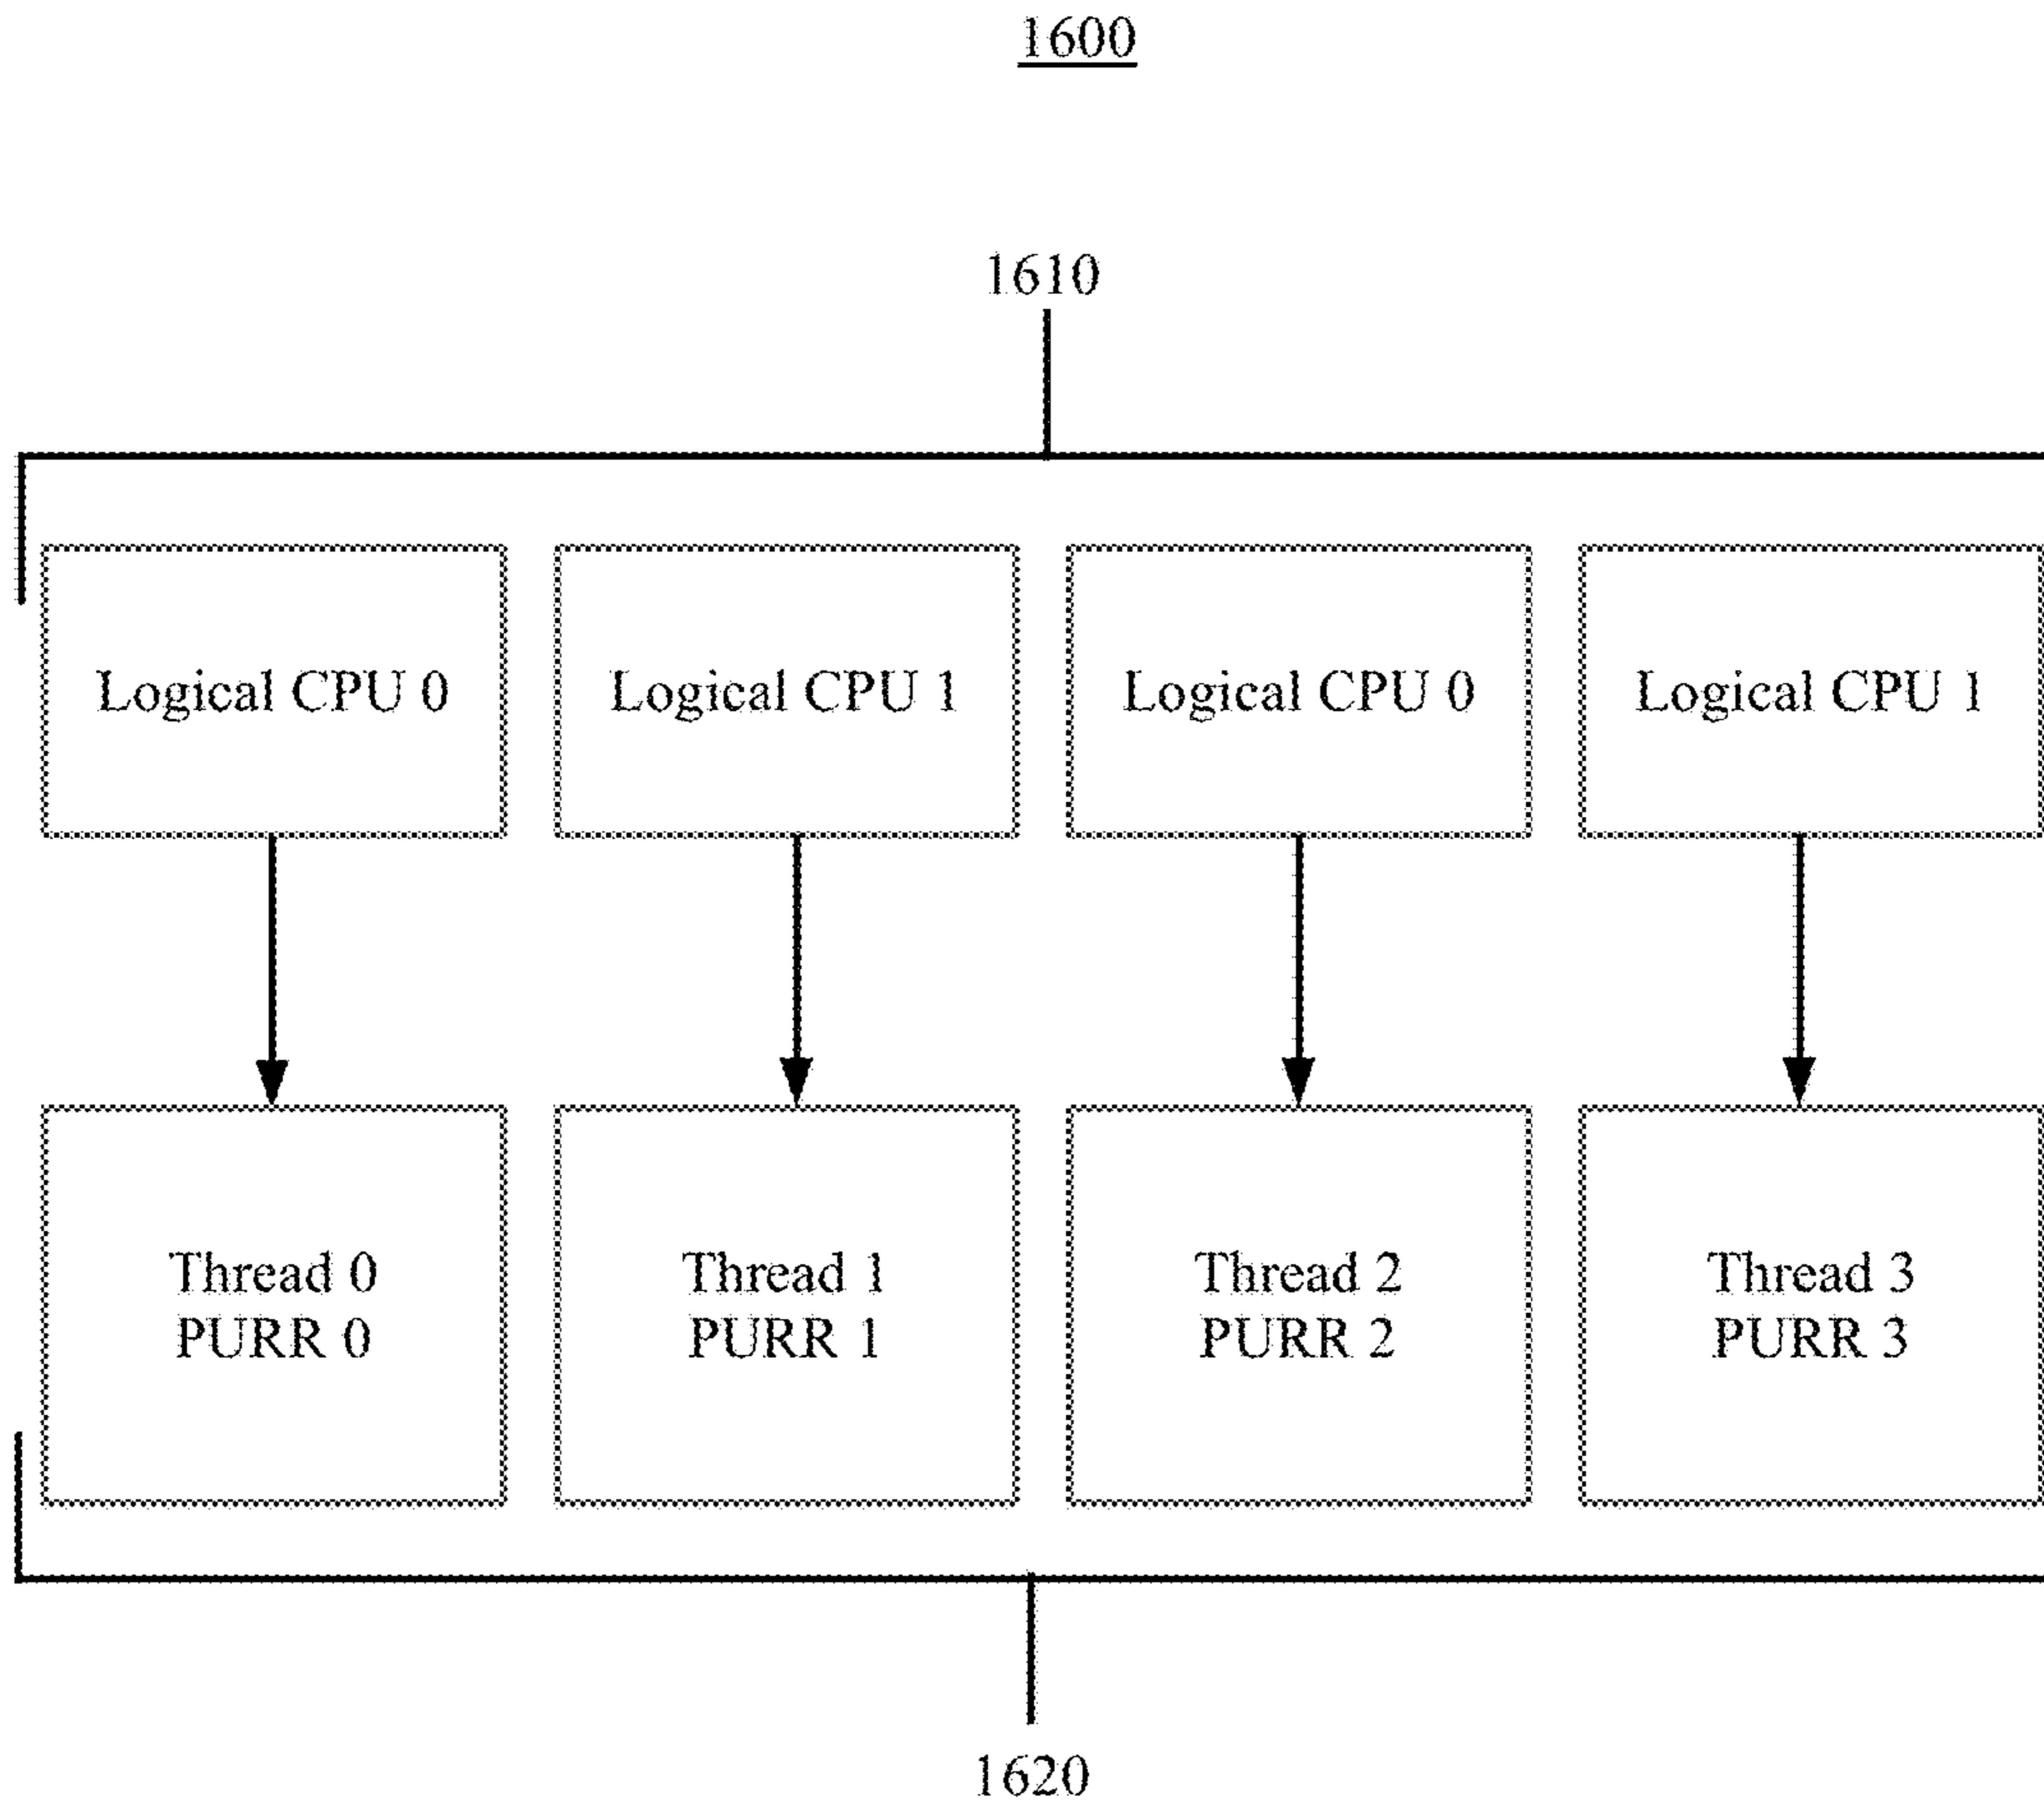 1600
1610
Logical CPU 0
Logical CPU 1
Logical CPU 0
Logical CPU 1
Thread 0
PURR 0
Thread 1
PURR 1
Thread 2
PURR 2
Thread 3
PURR 3
1620